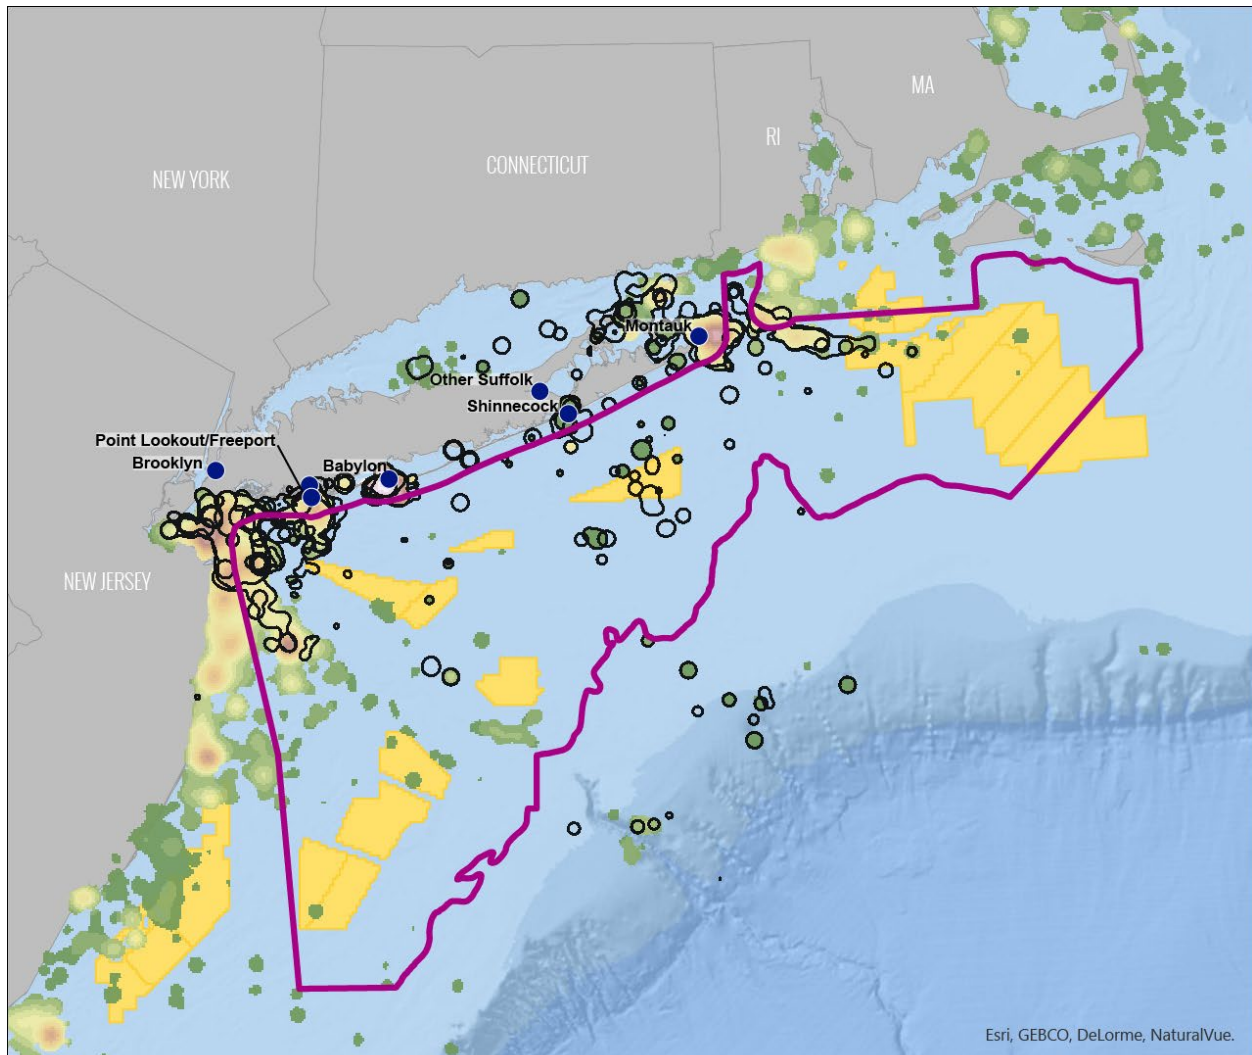 MA
RI
CONNECTICUT
NEW YORK
Montauk
Other Suffolk
Shinnecock
Point Lookout/Freeport
Brooklyn
Babylon
NEW JERSEY
Esri, GEBCO, DeLorme, NaturalVue.